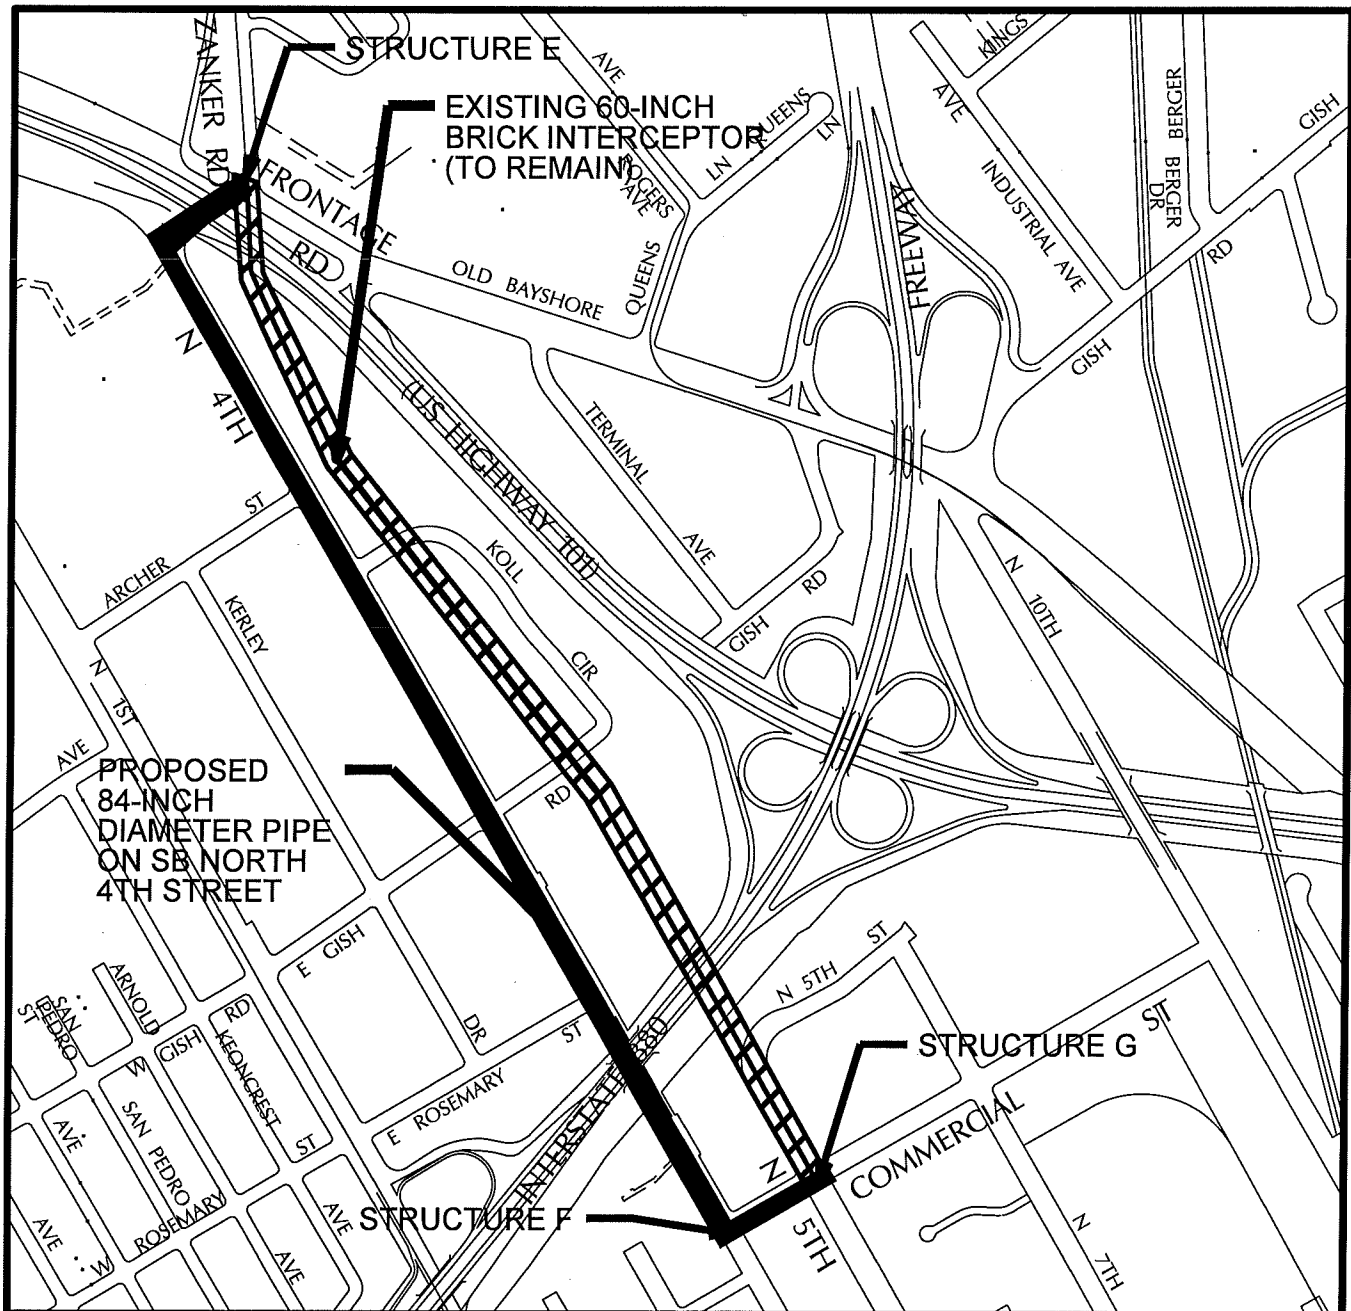 STRUCTURE E
EXISTING 60-INCH
BRICK INTERCEPTOR
(TO REMAIN)
ZANKER RD
FRONTAGE
RD
AVE
KINGS
AVE
QUEENS
LN
LN
ROGERS
AVE
QUEENS
OLD BAYSHORE
FREEWAY
INDUSTRIAL AVE
BERGER
BERGER
DR
GISH
RD
GISH
N
4TH
(US HIGHWAY 101)
TERMINAL
AVE
GISH
RD
ARCHER
ST
KERLEY
KOLL
CIR
N
10TH
N
1ST
AVE
PROPOSED
84-INCH
DIAMETER PIPE
ON SB NORTH
4TH STREET
RD
E GISH
DR
ST
E ROSEMARY
INTERSTATE 880
N 5TH
ST
STRUCTURE G
ST
COMMERCIAL
N
5TH
N
7TH
STRUCTURE F
SAN
PEDRO
ST
ARNOLD
W
GISH
RD
KEONCREST
ST
AVE
SAN PEDRO
AVE
W
ROSEMARY
AVE
AVE